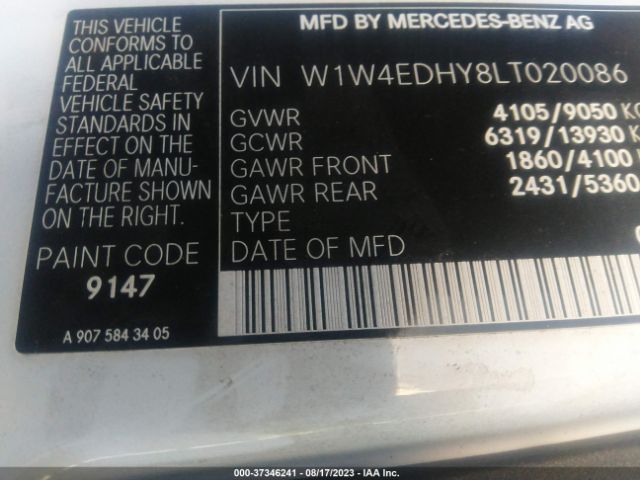 THIS VEHICLE
CONFORMS TO
ALL APPLICABLE
FEDERAL
VEHICLE SAFETY
STANDARDS IN
EFFECT ON THE
DATE OF MANU-
FACTURE SHOWN
ON THE RIGHT.
PAINT CODE
9147
A 907 584 34 05
MFD BY MERCEDES-BENZ AG
VIN W1W4EDHY8LT020086
GVWR 4105/9050 KG
GCWR 6319/13930
GAWR FRONT 1860/4100
GAWR REAR 2431/5360
TYPE
DATE OF MFD
000-37346241 - 08/17/2023 - IAA Inc.